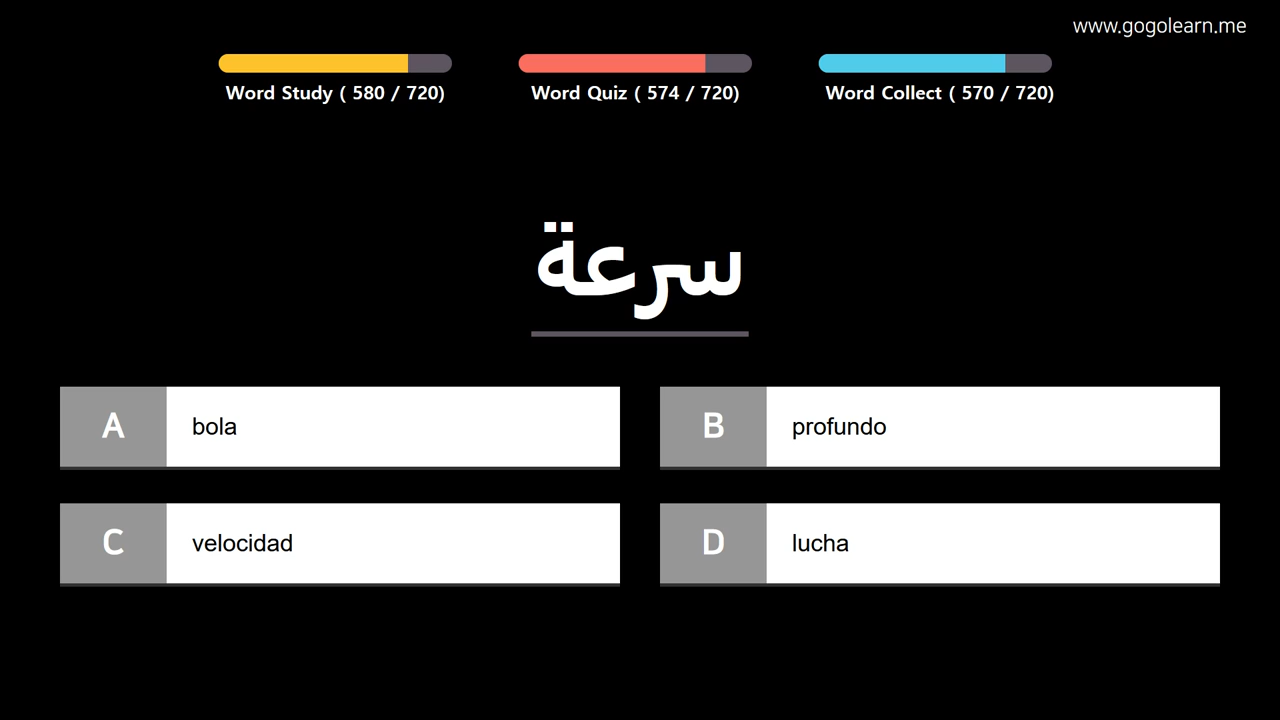 www.gogolearn.me
Word Study ( 580 / 720)
Word Quiz ( 574 / 720)
Word Collect ( 570 / 720)
سرعة
A bola
B profundo
C velocidad
D lucha